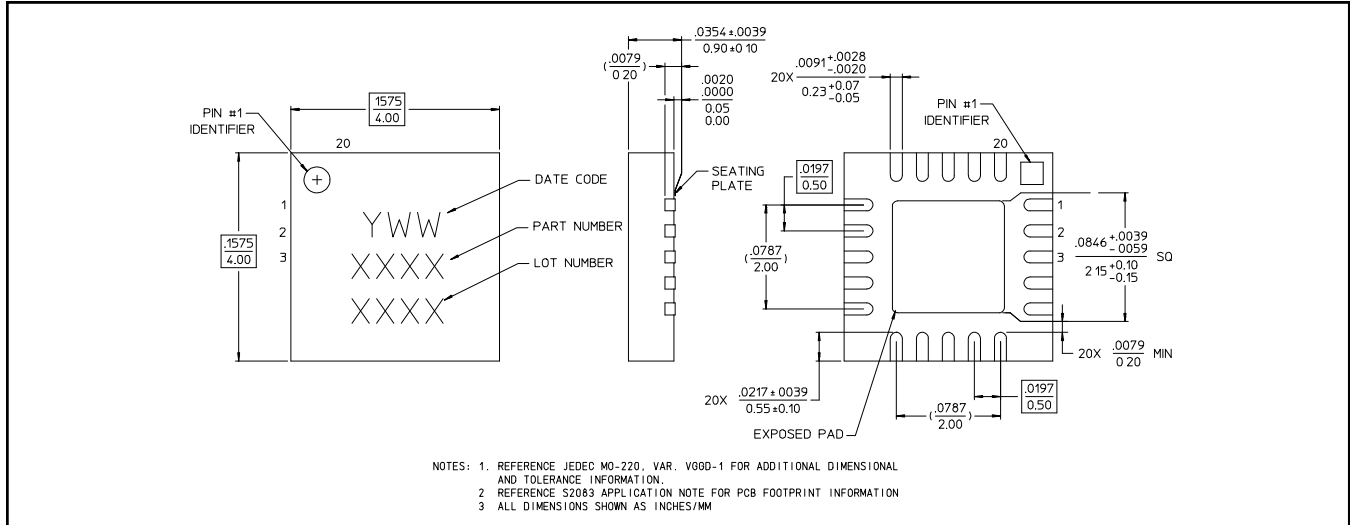 PIN #1
IDENTIFIER
.1575
4.00
20
.1575
4.00
1
2
3
YWW
XXXX
XXXX
DATE CODE
PART NUMBER
LOT NUMBER
.0354 ±.0039
0.90 ±0 10
(.0079
0 20)
.0020
.0000
0.05
0.00
SEATING
PLATE
20X .0091 +.0028 -.0020
0.23 +0.07 -0.05
PIN #1
IDENTIFIER
20
.0197
0.50
(.0787
2.00)
1
2
3
.0846 +.0039 -.0059 SQ
2 15 +0.10 -0.15
20X .0079 MIN
0 20
20X .0217 ± 0039
0.55 ±0.10
(.0787
2.00)
.0197
0.50
EXPOSED PAD
NOTES: 1. REFERENCE JEDEC MO-220, VAR. VGGD-1 FOR ADDITIONAL DIMENSIONAL
AND TOLERANCE INFORMATION.
2 REFERENCE S2083 APPLICATION NOTE FOR PCB FOOTPRINT INFORMATION
3 ALL DIMENSIONS SHOWN AS INCHES/MM